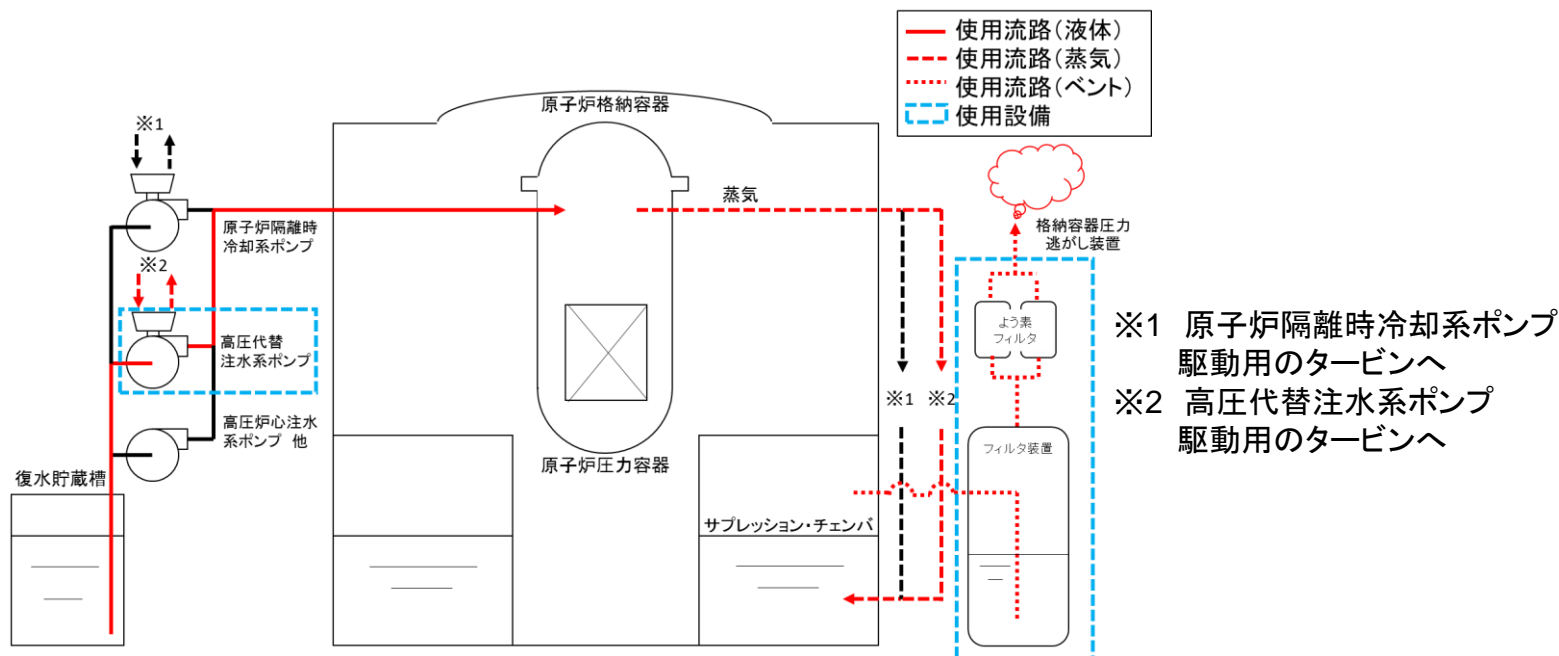 使用流路(液体)
使用流路(蒸気)
使用流路(ベント)
使用設備
原子炉格納容器
※1
蒸気
原子炉隔離時
冷却系ポンプ
格納容器圧力
逃がし装置
※2
高圧代替
注水系ポンプ
よう素
フィルタ
※1 原子炉隔離時冷却系ポンプ
駆動用のタービンへ
※2 高圧代替注水系ポンプ
駆動用のタービンへ
※1
※2
高圧炉心注水
系ポンプ 他
フィルタ装置
原子炉圧力容器
復水貯蔵槽
サプレッション・チェンバ